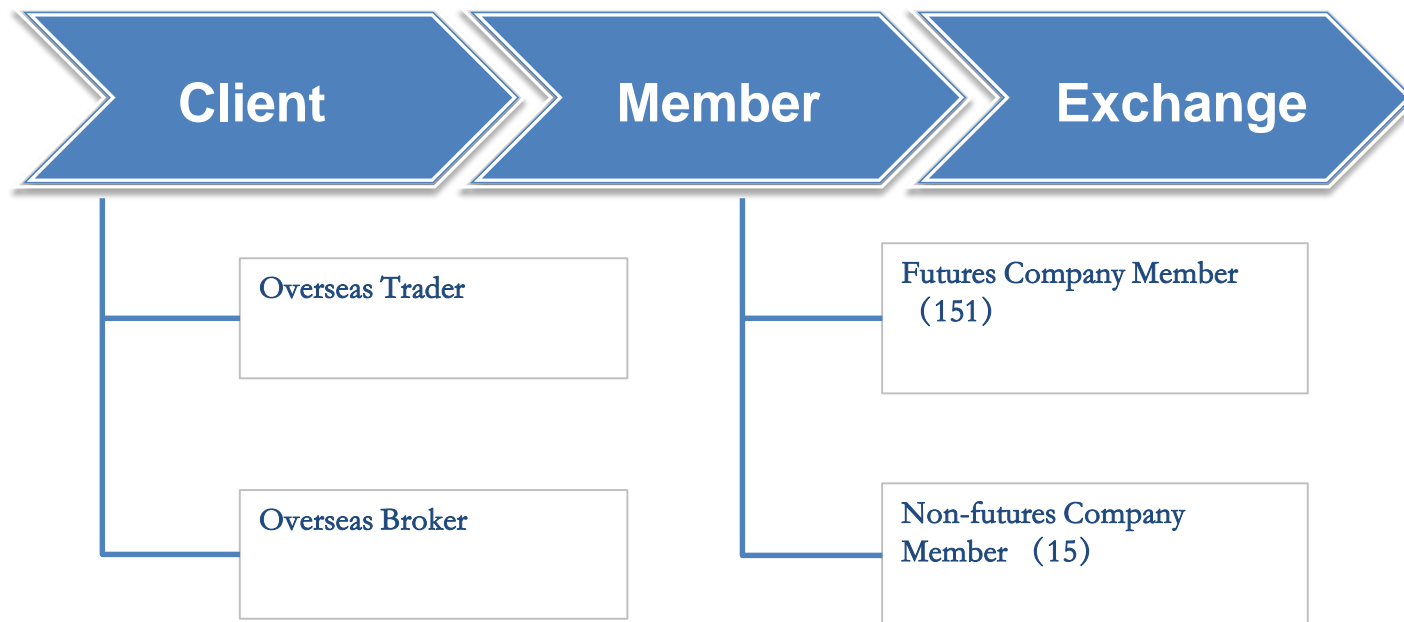 Client
Member
Exchange
Overseas Trader
Futures Company Member
（151）
Overseas Broker
Non-futures Company
Member （15）